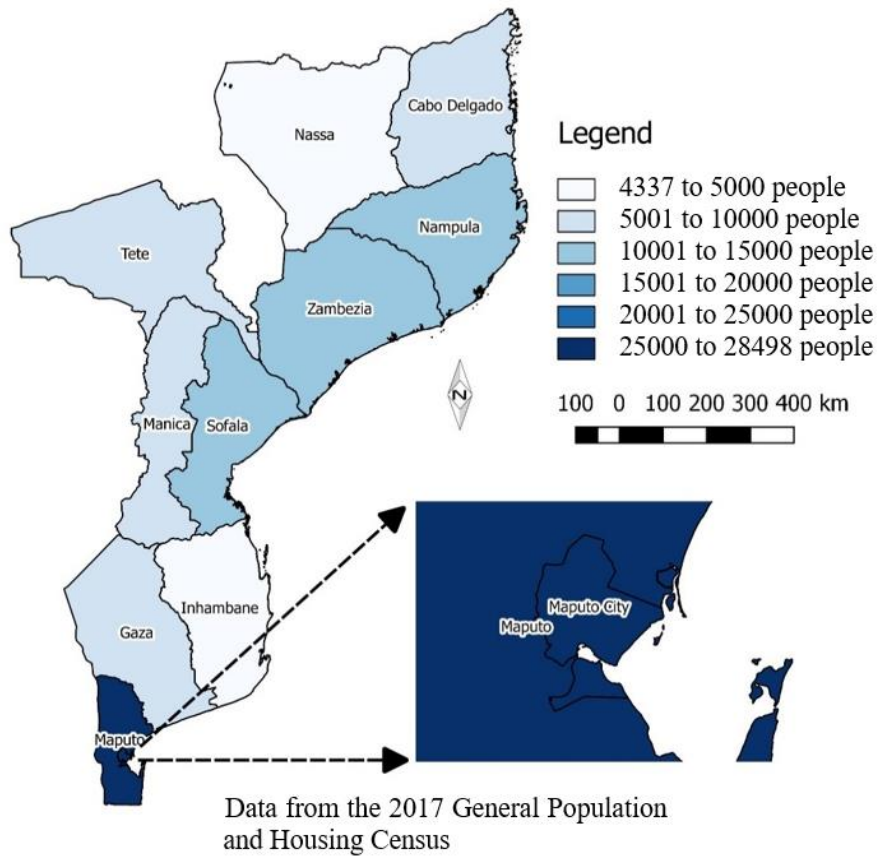 Cabo Delgado
Nassa
Legend
4337 to 5000 people
5001 to 10000 people
10001 to 15000 people
15001 to 20000 people
20001 to 25000 people
25000 to 28498 people
Nampula
Tete
Zambezia
N
100 0 100 200 300 400 km
Manica
Sofala
Inhambane
Gaza
Maputo
Maputo City
Maputo
Data from the 2017 General Population
and Housing Census